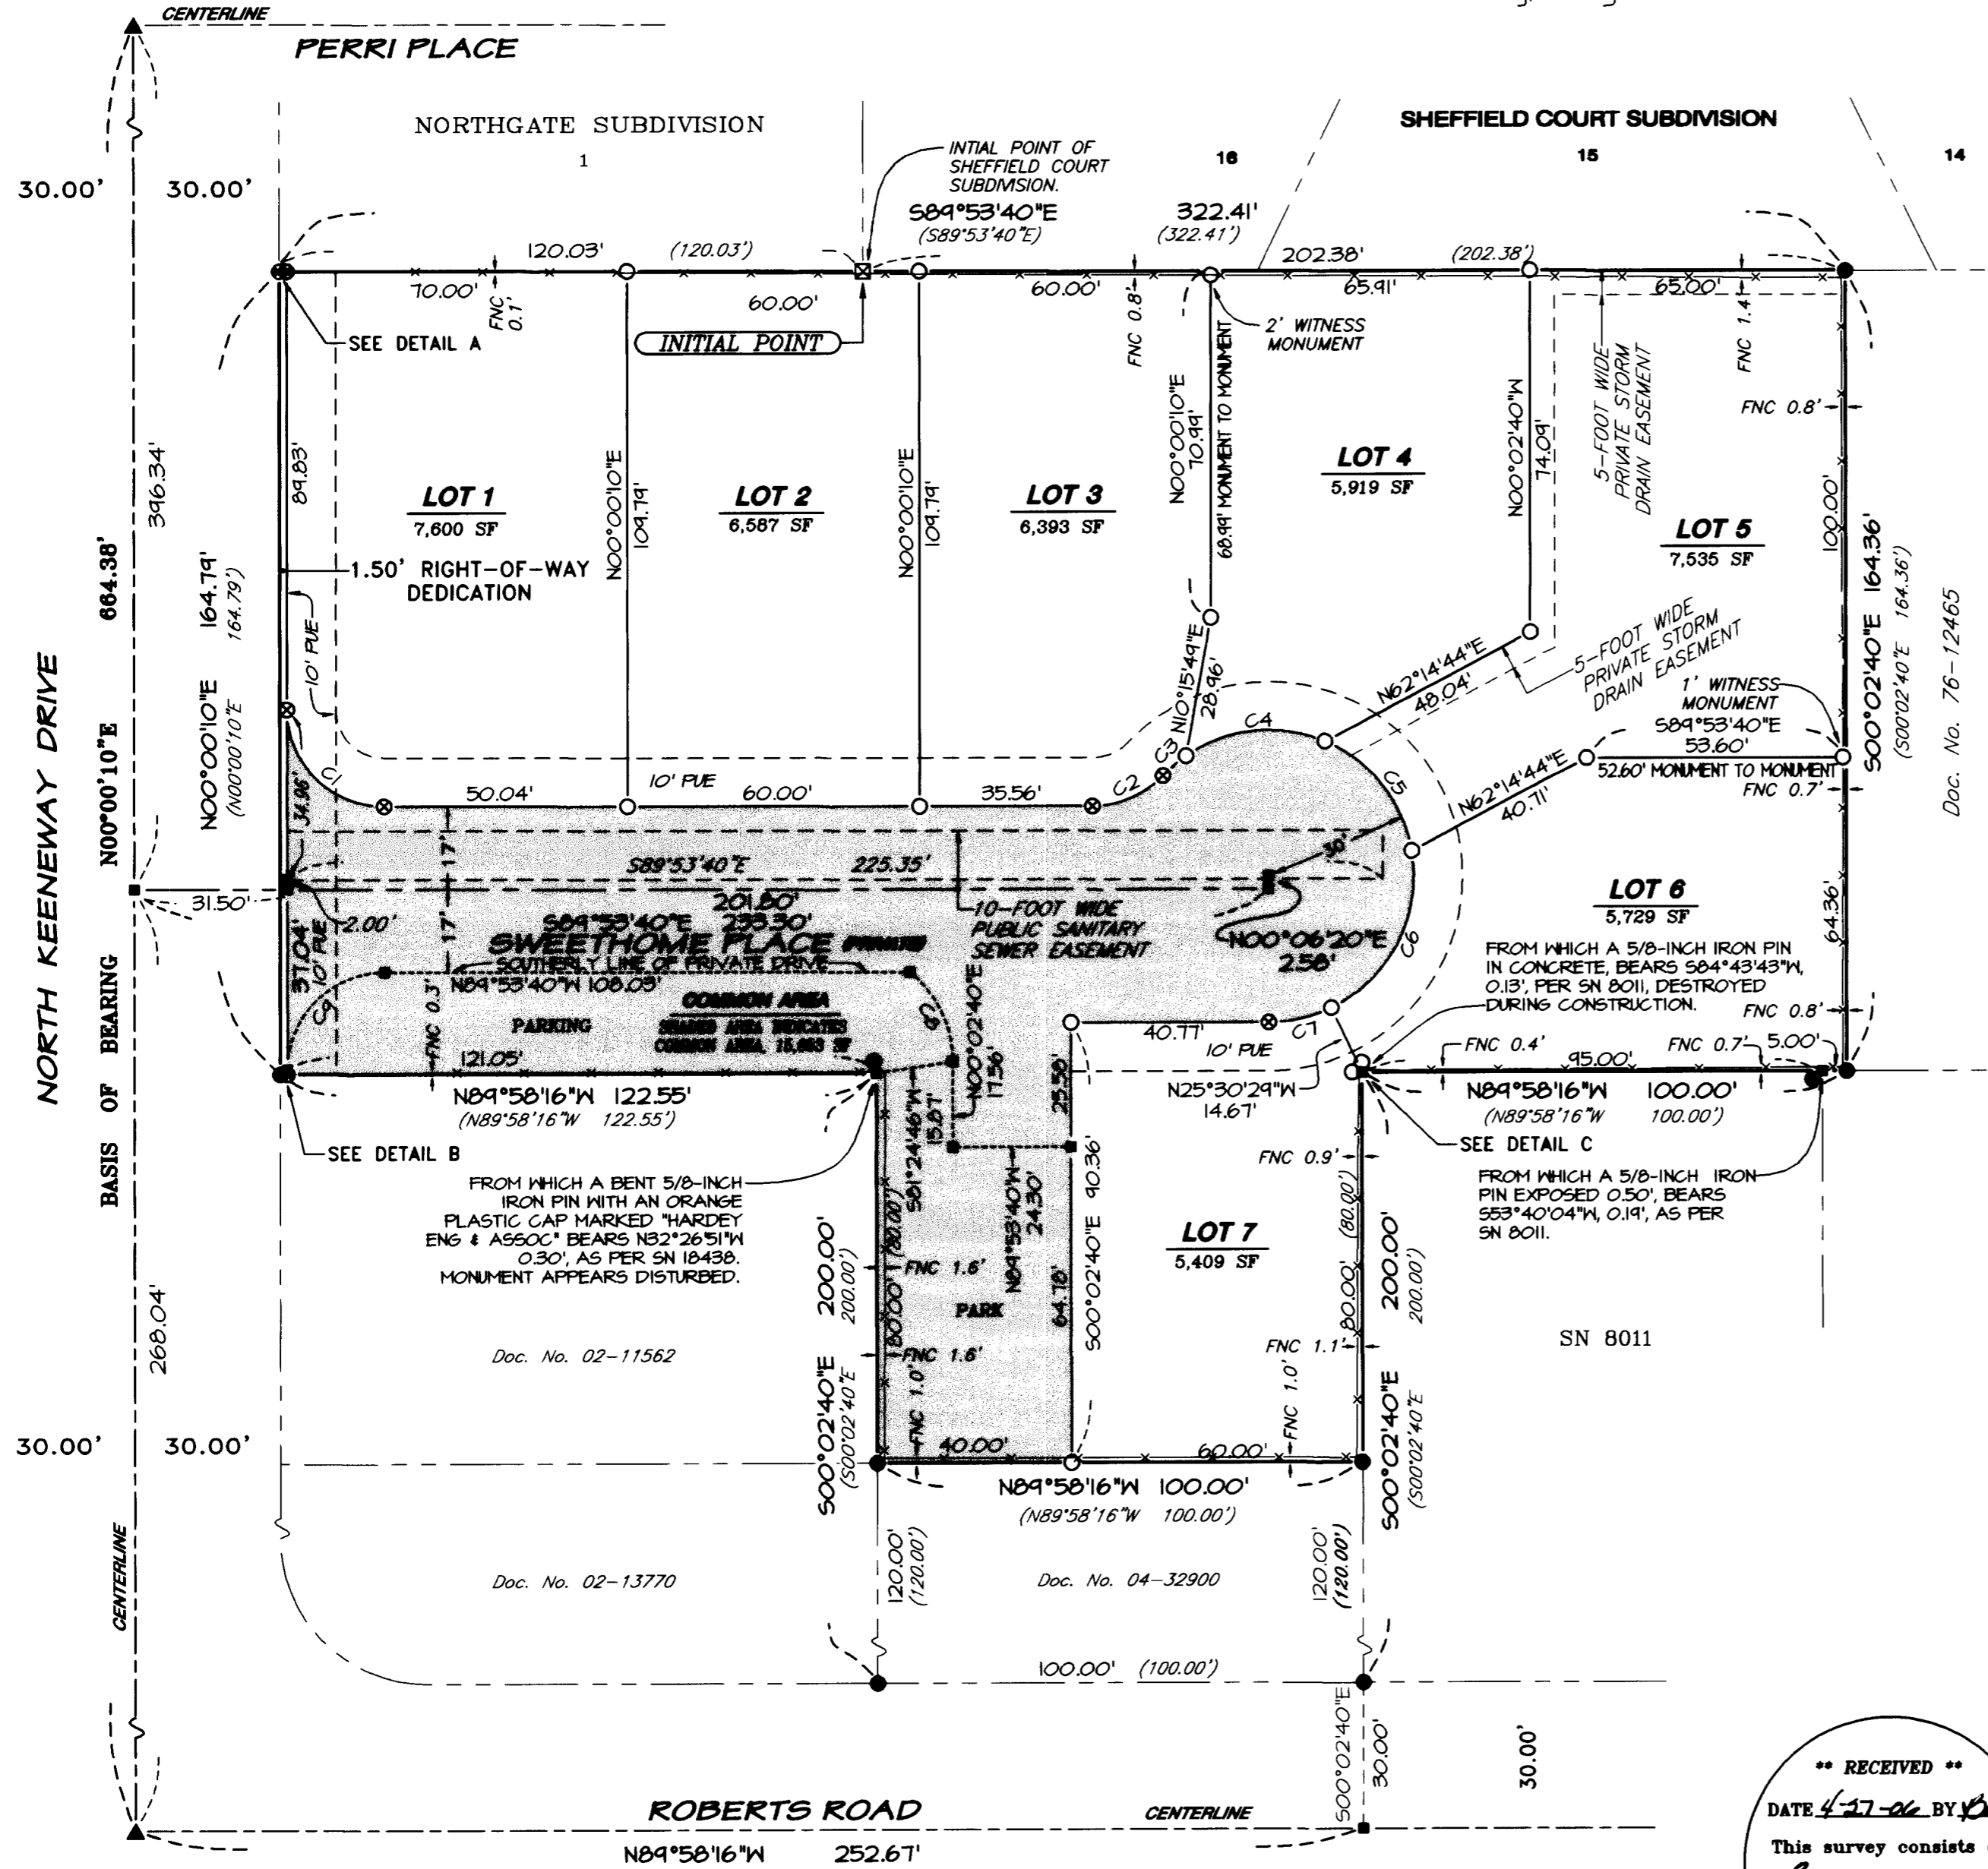 CENTERLINE
PERRI PLACE
NORTHGATE SUBDIVISION
1
SHEFFIELD COURT SUBDIVISION
16
15
14
INTIAL POINT OF
SHEFFIELD COURT
SUBDIVISION.
30.00'
30.00'
S89°53'40"E
322.41'
(S89°53'40"E)
(322.41')
120.03'
(120.03')
202.38'
(202.38')
70.00'
FNC
0.1'
60.00'
60.00'
FNC 0.8'
65.91'
65.00'
FNC 1.4'
SEE DETAIL A
INITIAL POINT
2' WITNESS
MONUMENT
5-FOOT WIDE
PRIVATE STORM
DRAIN EASEMENT
FNC 0.8'
396.34'
664.38'
N00°00'10"E
BASIS OF BEARING
NORTH KEENEWAY DRIVE
164.79'
N00°00'10"E
164.79')
(N00°00'10"E
89.83'
LOT 1
7,600 SF
N00°00'10"E
109.79'
LOT 2
6,587 SF
N00°00'10"E
109.79'
LOT 3
6,393 SF
N00°00'10"E
70.99'
68.99' MONUMENT TO MONUMENT
LOT 4
5,919 SF
N00°02'40"W
74.09'
LOT 5
7,535 SF
100.00'
S00°02'40"E 164.36'
(S00°02'40"E 164.36')
Doc. No. 76-12465
1.50' RIGHT-OF-WAY
DEDICATION
10' PUE
N10°15'49"E
28.96'
N62°14'44"E
48.04'
5-FOOT WIDE
PRIVATE STORM
DRAIN EASEMENT
1' WITNESS
MONUMENT
S89°53'40"E
53.60'
52.60' MONUMENT TO MONUMENT
FNC 0.7'
C1
C2
C3
C4
C5
N62°14'44"E
40.71'
34.96'
50.04'
10' PUE
60.00'
35.56'
17'
17'
S89°53'40"E
225.35'
30'
31.50'
2.00'
201.80'
S89°53'40"E 233.30'
SWEETHOME PLACE
SOUTHERLY LINE OF PRIVATE DRIVE
N89°53'40"W 108.03'
10-FOOT WIDE
PUBLIC SANITARY
SEWER EASEMENT
N00°06'20"E
2.58'
C6
37.04'
10' PUE
C9
FNC 0.3'
PARKING
COMMON AREA
SHADED AREA INDICATES
C8
N00°02'40"E
17.56'
LOT 6
5,729 SF
64.36'
FROM WHICH A 5/8-INCH IRON PIN
IN CONCRETE, BEARS S84°43'43"W,
0.13', PER SN 8011, DESTROYED
DURING CONSTRUCTION.
FNC 0.8'
121.05'
40.77'
C7
10' PUE
N25°30'29"W
14.67'
FNC 0.4'
95.00'
FNC 0.7'
5.00'
N89°58'16"W 122.55'
(N89°58'16"W 122.55')
N89°58'16"W 100.00'
(N89°58'16"W 100.00')
SEE DETAIL B
SEE DETAIL C
S81°24'46"W
15.87'
25.58'
90.36'
S00°02'40"E
FROM WHICH A BENT 5/8-INCH
IRON PIN WITH AN ORANGE
PLASTIC CAP MARKED "HARDEY
ENG & ASSOC" BEARS N32°26'51"W
0.30', AS PER SN 18438.
MONUMENT APPEARS DISTURBED.
FROM WHICH A 5/8-INCH IRON
PIN EXPOSED 0.50', BEARS
S53°40'04"W, 0.19', AS PER
SN 8011.
80.00' (80.00')
N89°53'40"W
24.30'
FNC 0.9'
LOT 7
5,409 SF
80.00' (80.00')
FNC 1.6'
PARK
64.78'
FNC 1.6'
FNC 1.0'
FNC 1.1'
FNC 1.0'
200.00'
(200.00')
S00°02'40"E
(S00°02'40"E
200.00'
(200.00')
S00°02'40"E
(S00°02'40"E
SN 8011
268.04'
Doc. No. 02-11562
30.00'
30.00'
40.00'
60.00'
N89°58'16"W 100.00'
(N89°58'16"W 100.00')
CENTERLINE
Doc. No. 02-13770
120.00'
(120.00')
Doc. No. 04-32900
120.00'
(120.00')
100.00' (100.00')
S00°02'40"E
30.00'
30.00'
ROBERTS ROAD
CENTERLINE
N89°58'16"W 252.67'
** RECEIVED **
DATE 4-27-06 BY
This survey consists